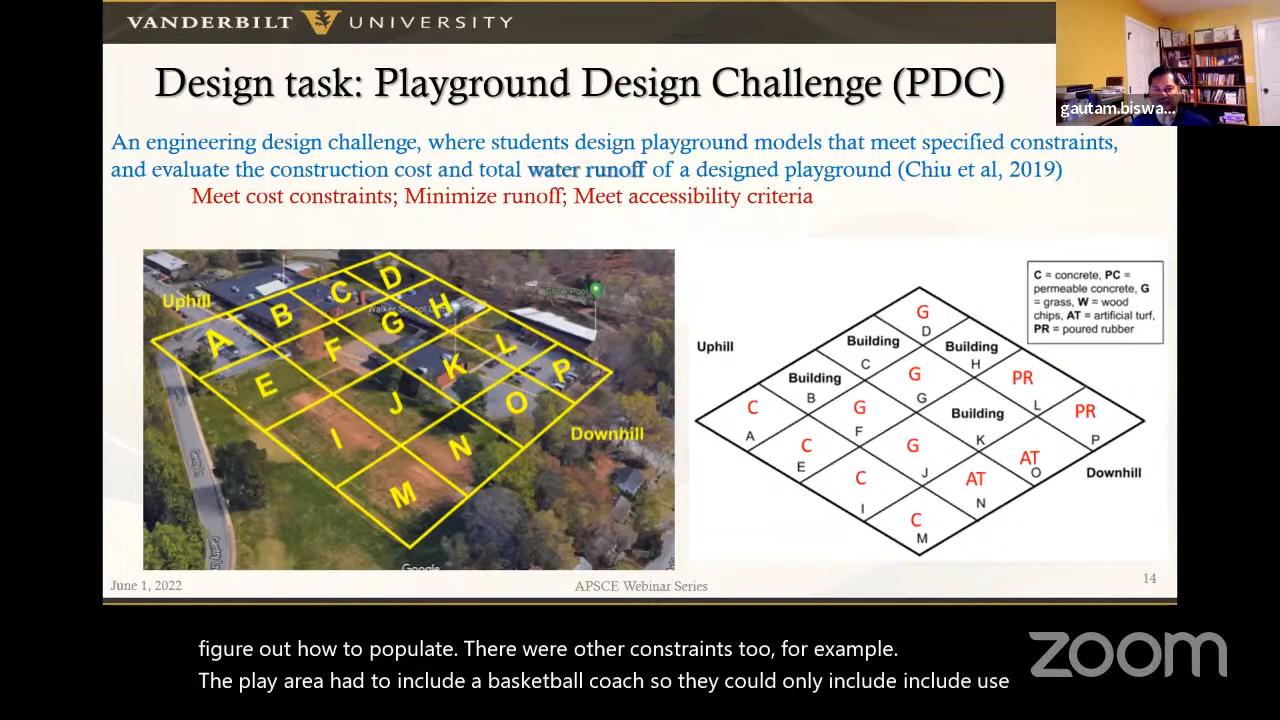 VANDERBILT V UNIVERSITY
gautam.biswa...
Design task: Playground Design Challenge (PDC)
An engineering design challenge, where students design playground models that meet specified constraints,
and evaluate the construction cost and total water runoff of a designed playground (Chiu et al, 2019)
Meet cost constraints; Minimize runoff; Meet accessibility criteria
Uphill
A
B
C
D
E
F
G
H
I
J
K
L
M
N
O
P
Downhill
Google
C = concrete, PC =
permeable concrete, G
= grass, W = wood
chips, AT = artificial turf,
PR = poured rubber
Uphill
G
D
Building
C
Building
H
Building
B
G
G
PR
L
C
A
G
F
Building
K
PR
P
C
E
G
J
AT
O
Downhill
C
I
AT
N
C
M
June 1, 2022
APSCE Webinar Series
14
figure out how to populate. There were other constraints too, for example.
The play area had to include a basketball coach so they could only include include use
zoom